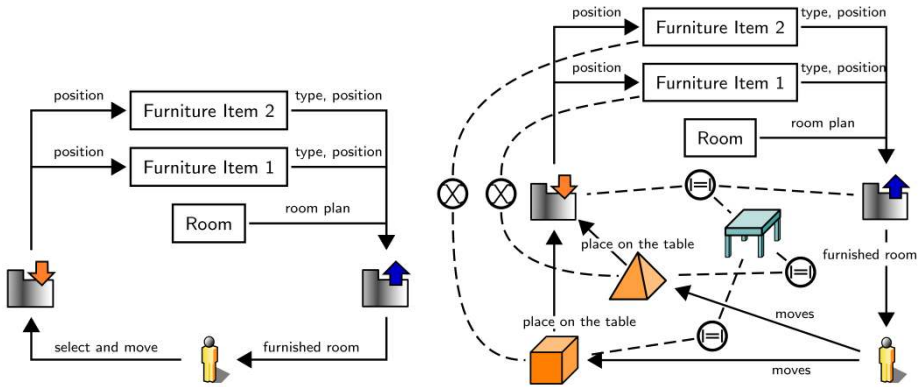 position
Furniture Item 2
type, position
position
Furniture Item 1
type, position
Room
room plan
select and move
furnished room
position
Furniture Item 2
type, position
position
Furniture Item 1
type, position
Room
room plan
place on the table
furnished room
moves
place on the table
moves